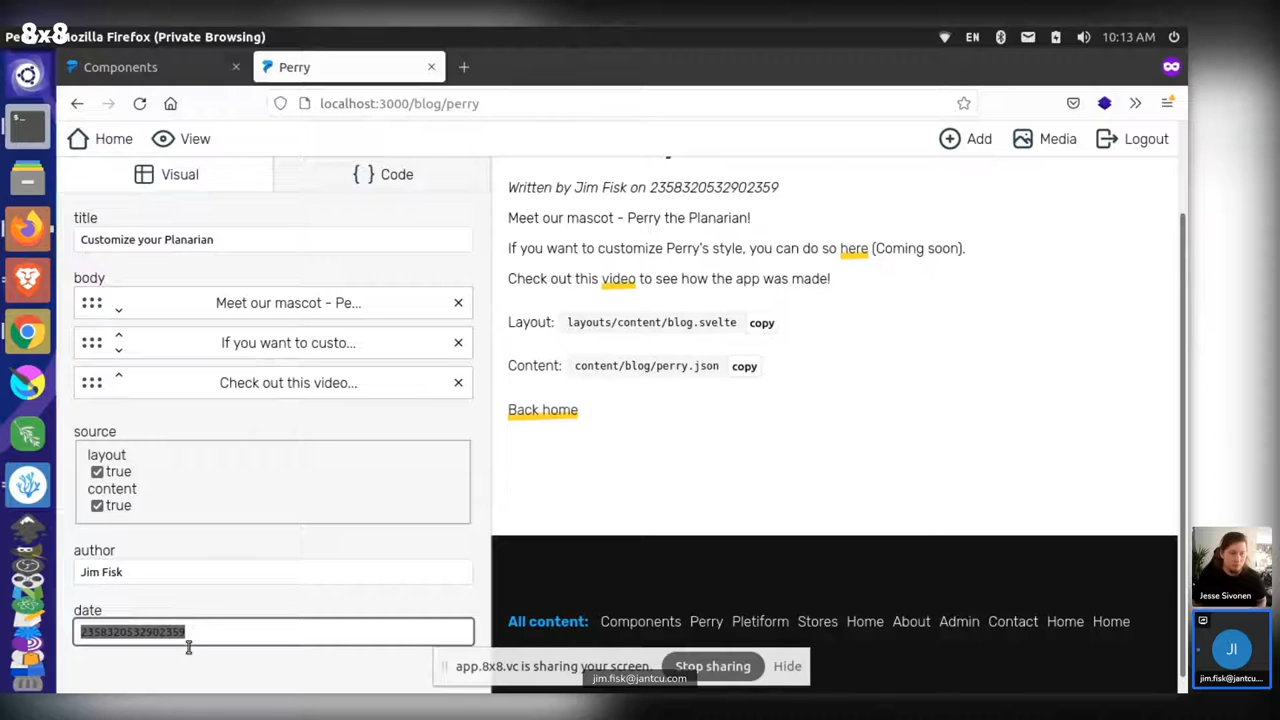 8x8
Mozilla Firefox (Private Browsing)
EN
10:13 AM
Components
Perry
localhost:3000/blog/perry
Home
View
Add
Media
Logout
Visual
{ } Code
title
Customize your Planarian
body
Meet our mascot - Pe...
If you want to custo...
Check out this video...
source
layout
true
content
true
author
Jim Fisk
date
2358320532902359
Written by Jim Fisk on 2358320532902359
Meet our mascot - Perry the Planarian!
If you want to customize Perry's style, you can do so here (Coming soon).
Check out this video to see how the app was made!
Layout: layouts/content/blog.svelte copy
Content: content/blog/perry.json copy
Back home
All content: Components Perry Pletiform Stores Home About Admin Contact Home Home
app.8x8.vc is sharing your screen. Stop sharing Hide
jim.fisk@jantcu.com
Jesse Sivonen
JI
jim.fisk@jantcu....